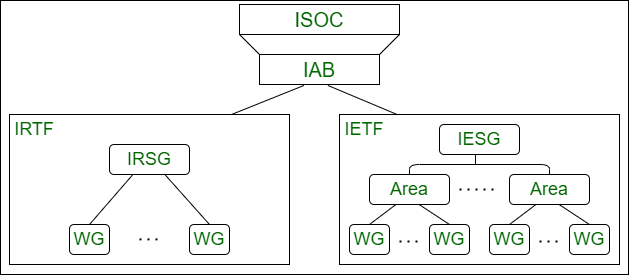 ISOC
IAB
IRTF
IRSG
WG ... WG
IETF
IESG
Area ..... Area
WG ... WG WG ... WG